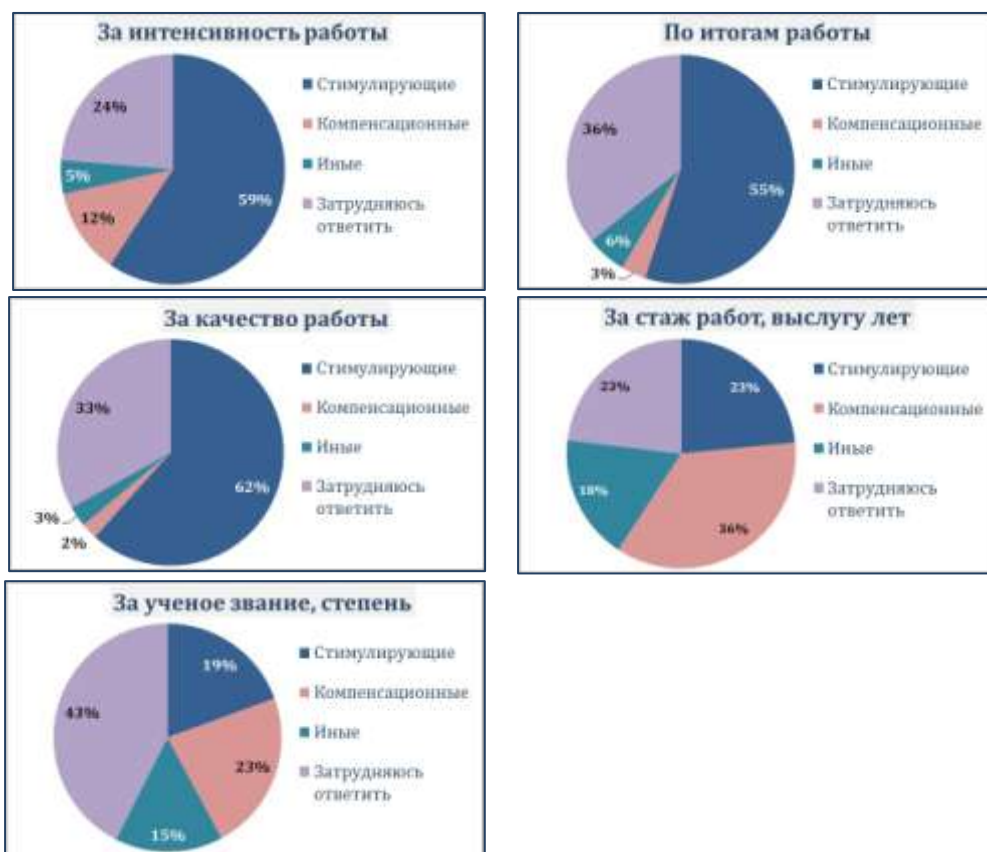 За интенсивность работы
24%
5%
12%
59%
Стимулирующие
Компенсационные
Иные
Затрудняюсь
ответить
По итогам работы
36%
6%
3%
55%
Стимулирующие
Компенсационные
Иные
Затрудняюсь
ответить
За качество работы
33%
3%
2%
62%
Стимулирующие
Компенсационные
Иные
Затрудняюсь
ответить
За стаж работ, выслугу лет
23%
23%
18%
36%
Стимулирующие
Компенсационные
Иные
Затрудняюсь
ответить
За ученое звание, степень
19%
43%
23%
15%
Стимулирующие
Компенсационные
Иные
Затрудняюсь
ответить